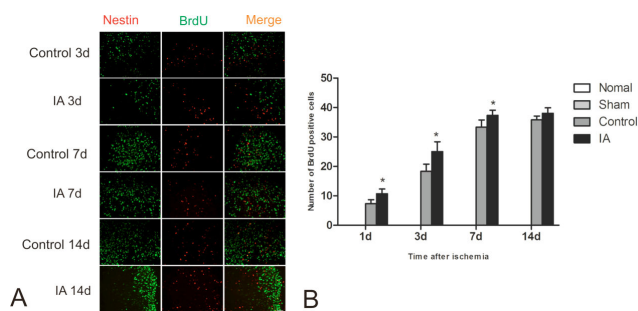 Nestin BrdU Merge
Control 3d
IA 3d
Control 7d
IA 7d
Control 14d
IA 14d
A
Number of BrdU positive cells
50
40
30
20
10
0
* * *
1d 3d 7d 14d
Time after ischemia
Nomal
Sham
Control
IA
B